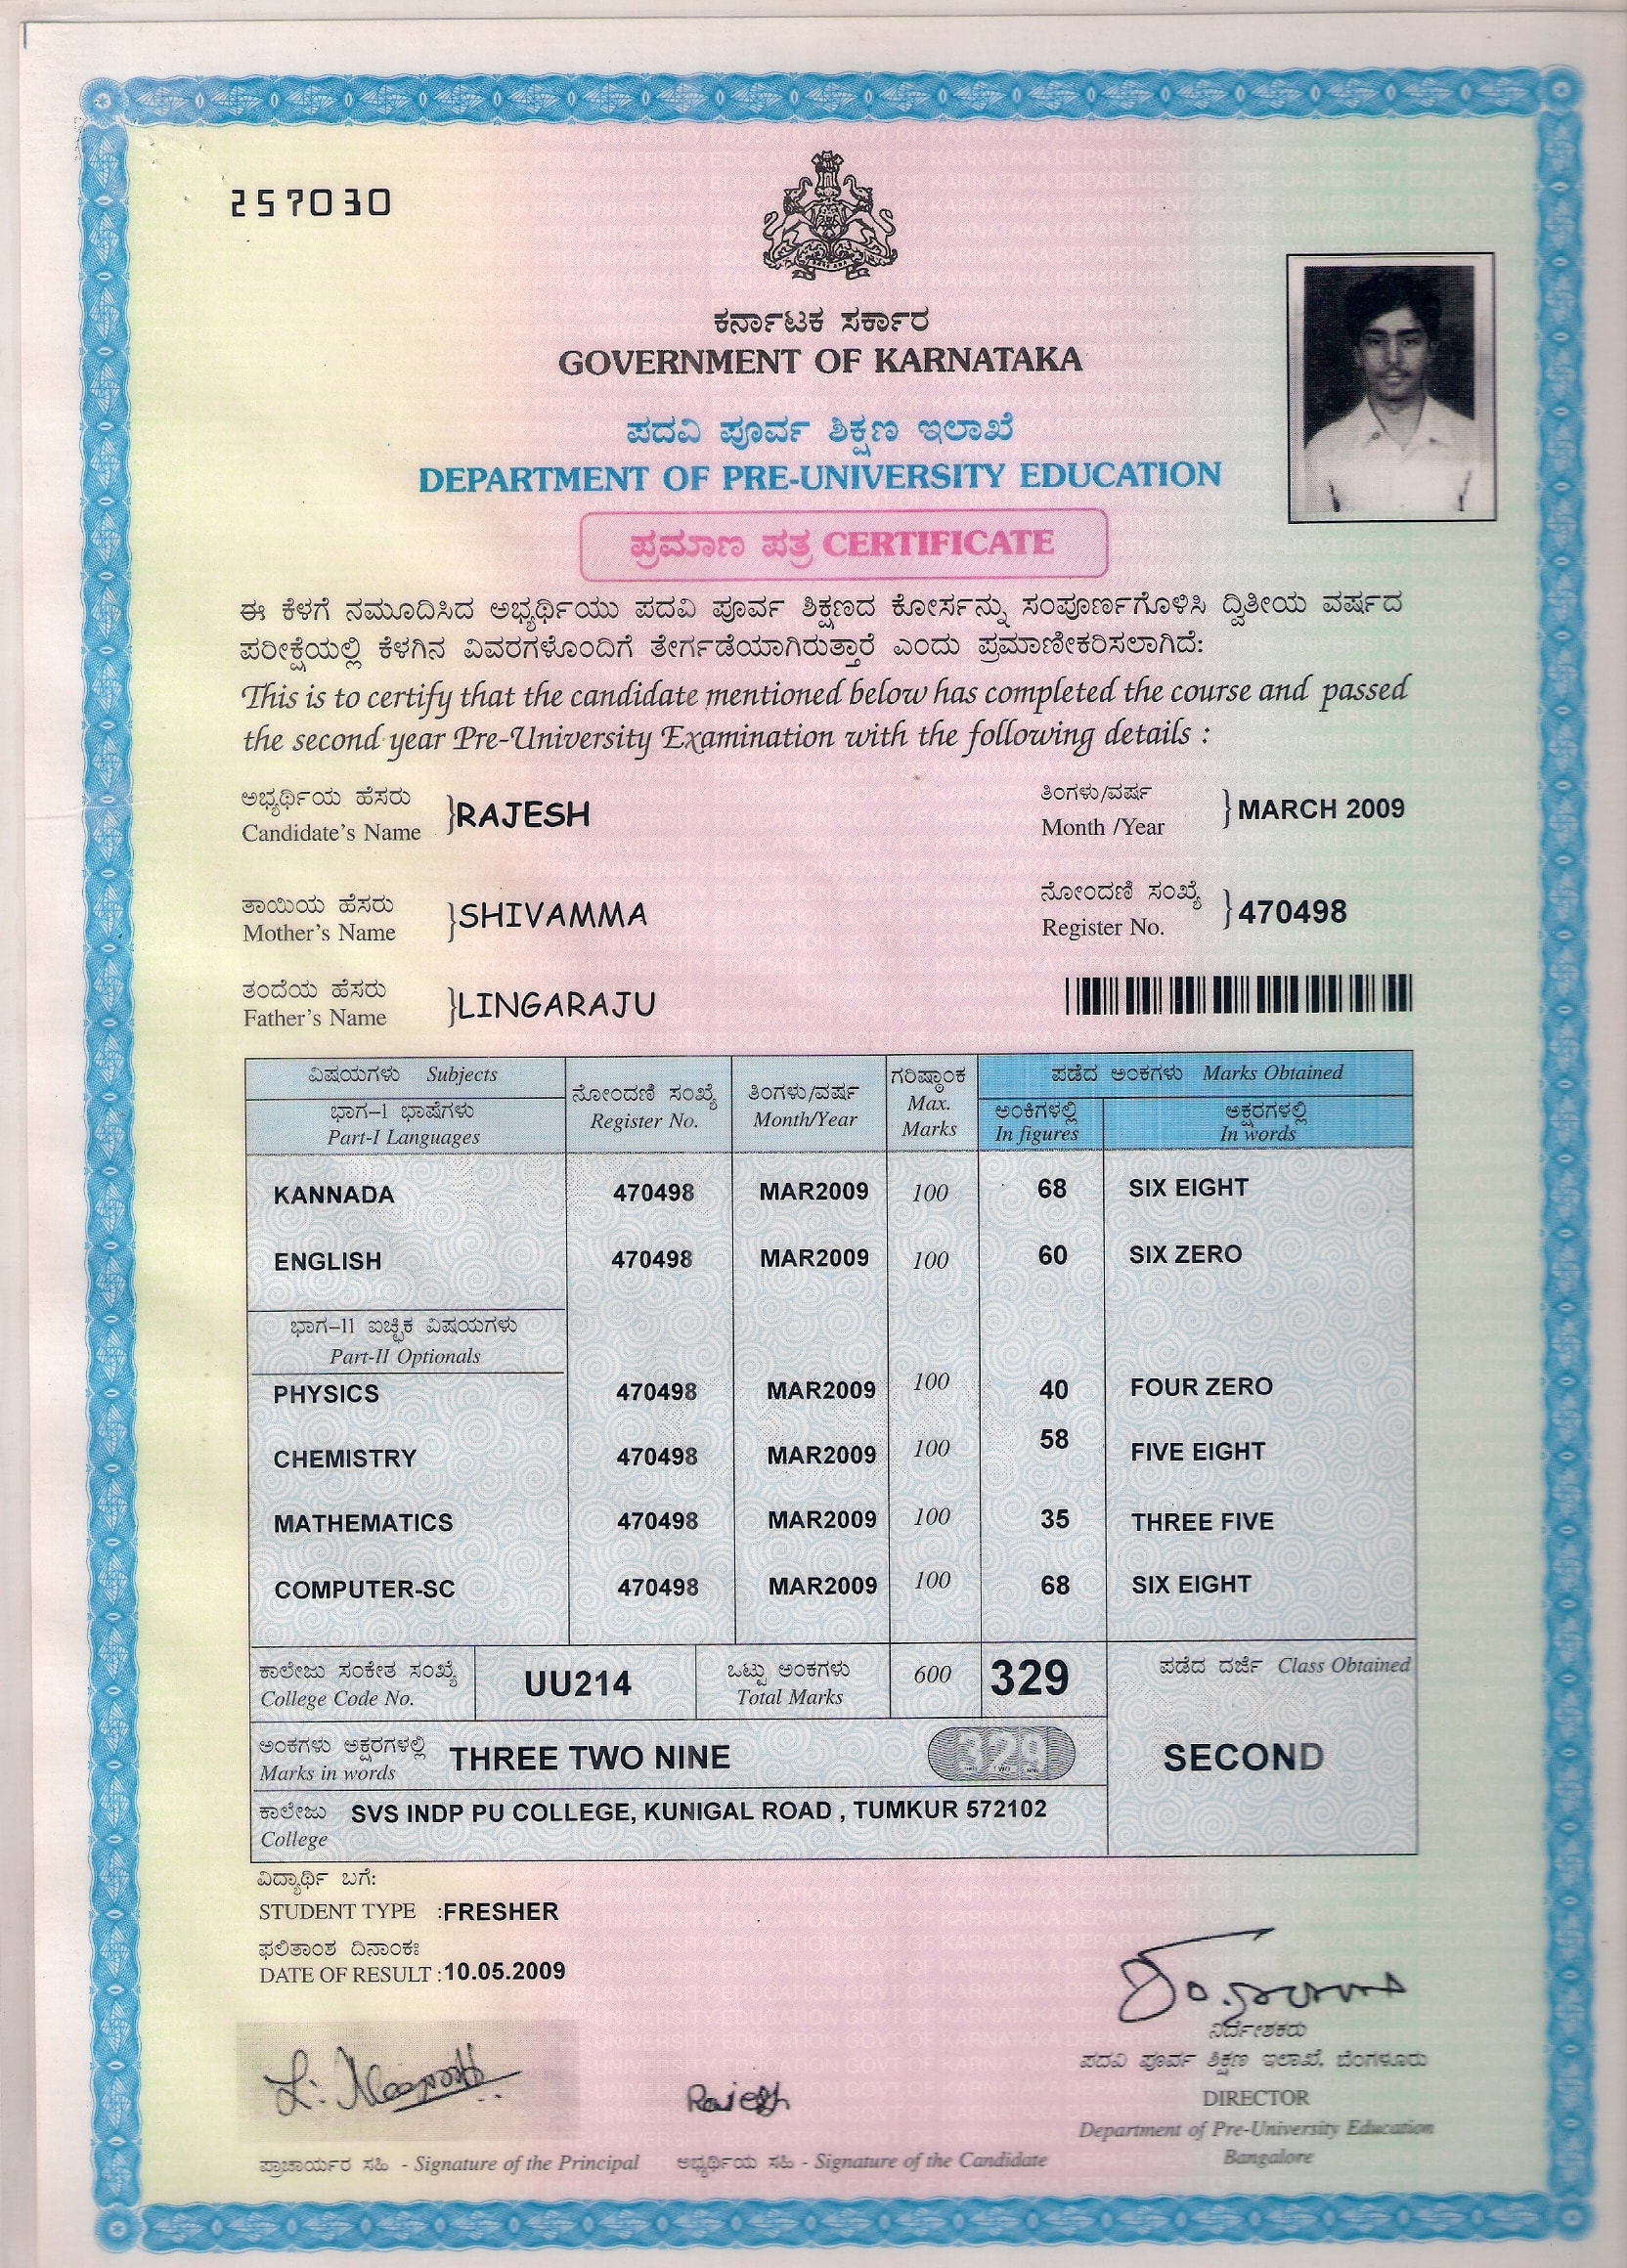 257030
ಕರ್ನಾಟಕ ಸರ್ಕಾರ
GOVERNMENT OF KARNATAKA
ಪದವಿ ಪೂರ್ವ ಶಿಕ್ಷಣ ಇಲಾಖೆ
DEPARTMENT OF PRE-UNIVERSITY EDUCATION
ಪ್ರಮಾಣ ಪತ್ರ CERTIFICATE
ಈ ಕೆಳಗೆ ನಮೂದಿಸಿದ ಅಭ್ಯರ್ಥಿಯು ಪದವಿ ಪೂರ್ವ ಶಿಕ್ಷಣದ ಕೋರ್ಸನ್ನು ಸಂಪೂರ್ಣಗೊಳಿಸಿ ದ್ವಿತೀಯ ವರ್ಷದ
ಪರೀಕ್ಷೆಯಲ್ಲಿ ಕೆಳಗಿನ ವಿವರಗಳೊಂದಿಗೆ ತೇರ್ಗಡೆಯಾಗಿರುತ್ತಾರೆ ಎಂದು ಪ್ರಮಾಣೀಕರಿಸಲಾಗಿದೆ:
This is to certify that the candidate mentioned below has completed the course and passed
the second year Pre-University Examination with the following details :
ಅಭ್ಯರ್ಥಿಯ ಹೆಸರು
Candidate's Name }RAJESH
ತಿಂಗಳು/ವರ್ಷ
Month /Year } MARCH 2009
ತಾಯಿಯ ಹೆಸರು
Mother's Name }SHIVAMMA
ನೋಂದಣಿ ಸಂಖ್ಯೆ
Register No. } 470498
ತಂದೆಯ ಹೆಸರು
Father's Name }LINGARAJU
ವಿಷಯಗಳು Subjects
ಭಾಗ-I ಭಾಷೆಗಳು
Part-I Languages
ನೋಂದಣಿ ಸಂಖ್ಯೆ
Register No.
ತಿಂಗಳು/ವರ್ಷ
Month/Year
ಗರಿಷ್ಠಾಂಕ
Max.
Marks
ಪಡೆದ ಅಂಕಗಳು Marks Obtained
ಅಂಕಿಗಳಲ್ಲಿ
In figures
ಅಕ್ಷರಗಳಲ್ಲಿ
In words
KANNADA 470498 MAR2009 100 68 SIX EIGHT
ENGLISH 470498 MAR2009 100 60 SIX ZERO
ಭಾಗ-II ಐಚ್ಛಿಕ ವಿಷಯಗಳು
Part-II Optionals
PHYSICS 470498 MAR2009 100 40 FOUR ZERO
CHEMISTRY 470498 MAR2009 100 58 FIVE EIGHT
MATHEMATICS 470498 MAR2009 100 35 THREE FIVE
COMPUTER-SC 470498 MAR2009 100 68 SIX EIGHT
ಕಾಲೇಜು ಸಂಕೇತ ಸಂಖ್ಯೆ
College Code No. UU214
ಒಟ್ಟು ಅಂಕಗಳು
Total Marks 600 329
ಪಡೆದ ದರ್ಜೆ Class Obtained
SECOND
ಅಂಕಗಳು ಅಕ್ಷರಗಳಲ್ಲಿ
Marks in words THREE TWO NINE 329
ಕಾಲೇಜು
College SVS INDP PU COLLEGE, KUNIGAL ROAD , TUMKUR 572102
ವಿದ್ಯಾರ್ಥಿ ಬಗೆ:
STUDENT TYPE :FRESHER
ಫಲಿತಾಂಶ ದಿನಾಂಕಃ
DATE OF RESULT :10.05.2009
Rajesh
ನಿರ್ದೇಶಕರು
ಪದವಿ ಪೂರ್ವ ಶಿಕ್ಷಣ ಇಲಾಖೆ, ಬೆಂಗಳೂರು
DIRECTOR
Department of Pre-University Education
Bangalore
ಪ್ರಾಚಾರ್ಯರ ಸಹಿ - Signature of the Principal
ಅಭ್ಯರ್ಥಿಯ ಸಹಿ - Signature of the Candidate